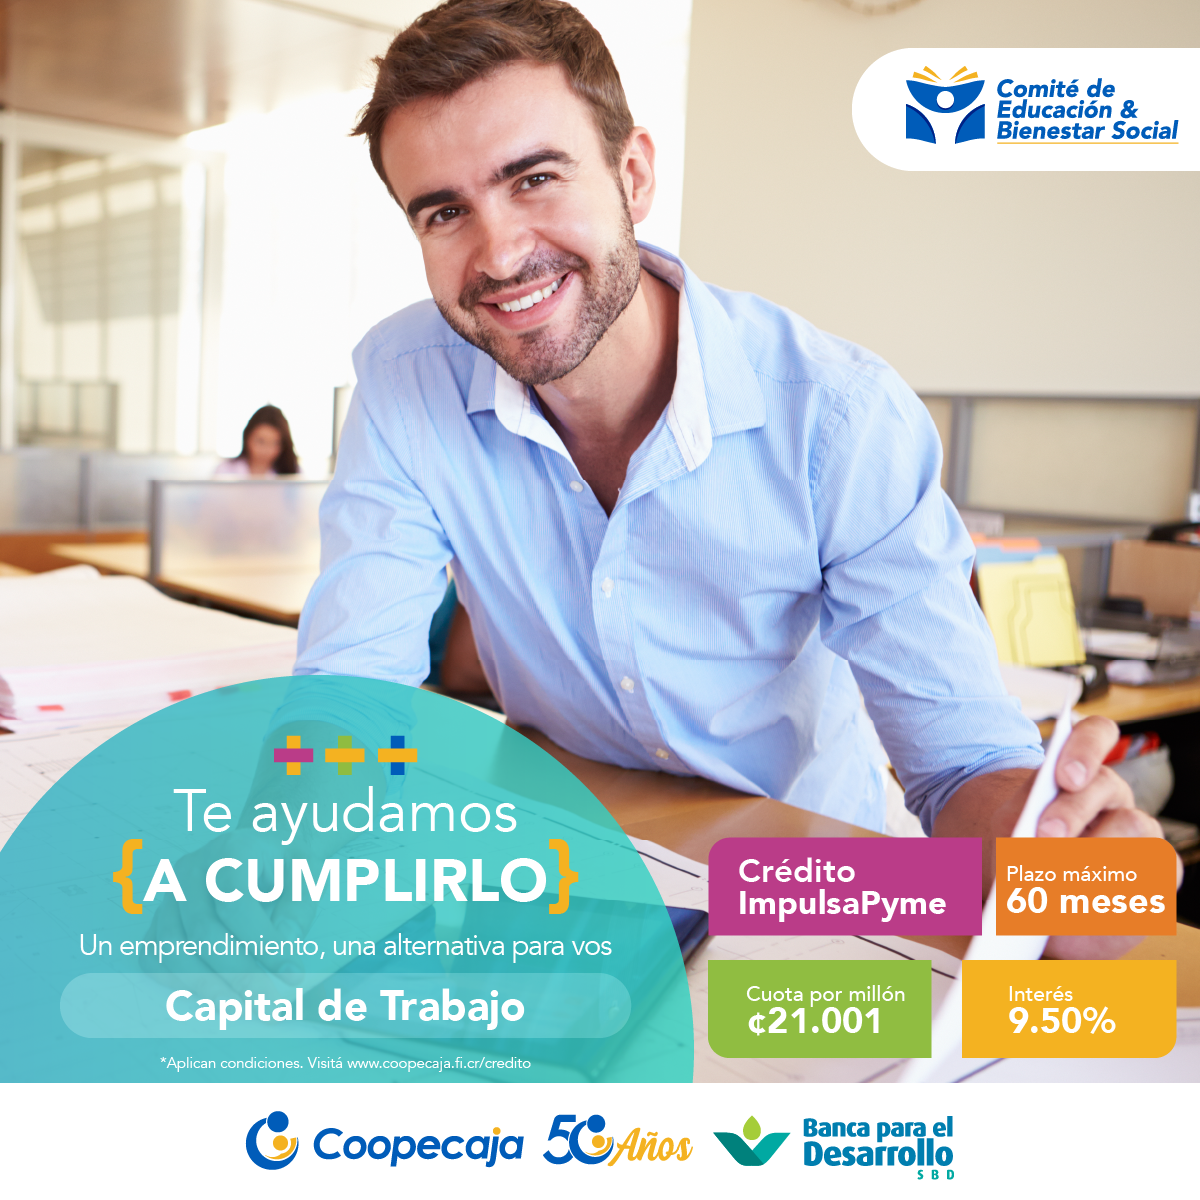 Comité de
Educación &
Bienestar Social
Te ayudamos
{A CUMPLIRLO}
Un emprendimiento, una alternativa para vos
Capital de Trabajo
*Aplican condiciones. Visitá www.coopecaja.fi.cr/credito
Crédito
ImpulsaPyme
Plazo máximo
60 meses
Cuota por millón
¢21.001
Interés
9.50%
Coopecaja
50 Años
Banca para el
Desarrollo
SBD